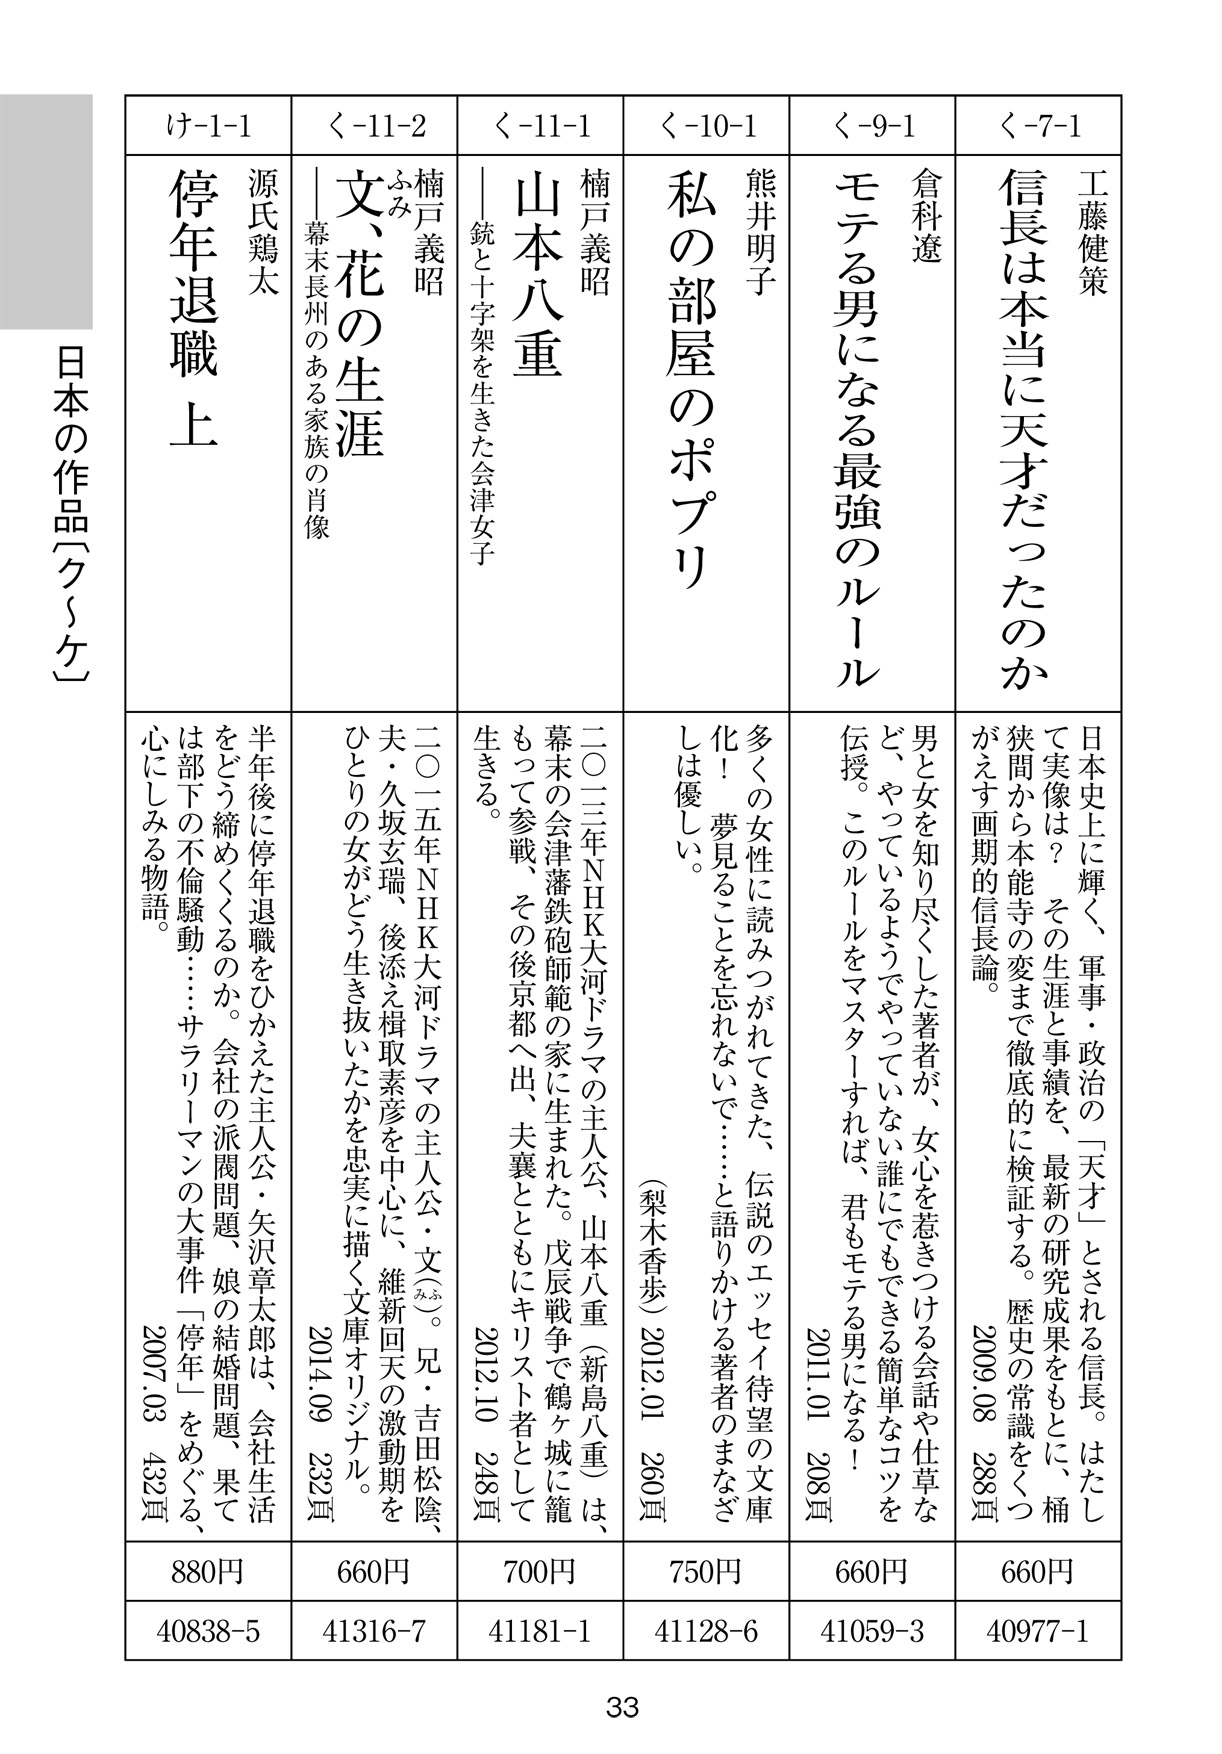 日本の作品〔ク〜ケ〕
く-7-1
工藤健策
信長は本当に天才だったのか
日本史上に輝く、軍事・政治の「天才」とされる信長。はたし
て実像は？　その生涯と事績を、最新の研究成果をもとに、桶
狭間から本能寺の変まで徹底的に検証する。歴史の常識をくつ
がえす画期的信長論。
2009.08　288頁
660円
40977-1
く-9-1
倉科遼
モテる男になる最強のルール
男と女を知り尽くした著者が、女心を惹きつける会話や仕草な
ど、やっているようでやっていない誰にでもできる簡単なコツを
伝授。このルールをマスターすれば、君もモテる男になる！
2011.01　208頁
660円
41059-3
く-10-1
熊井明子
私の部屋のポプリ
多くの女性に読みつがれてきた、伝説のエッセイ待望の文庫
化！　夢見ることを忘れないで……と語りかける著者のまなざ
しは優しい。
（梨木香歩）2012.01　260頁
750円
41128-6
く-11-1
楠戸義昭
山本八重
――銃と十字架を生きた会津女子
二〇一三年ＮＨＫ大河ドラマの主人公、山本八重（新島八重）は、
幕末の会津藩鉄砲師範の家に生まれた。戊辰戦争で鶴ヶ城に籠
もって参戦、その後京都へ出、夫襄とともにキリスト者として
生きる。
2012.10　248頁
700円
41181-1
く-11-2
楠戸義昭
ふみ
文、花の生涯
――幕末長州のある家族の肖像
二〇一五年ＮＨＫ大河ドラマの主人公・文（ふみ）。兄・吉田松陰、
夫・久坂玄瑞、後添え楫取素彦を中心に、維新回天の激動期を
ひとりの女がどう生き抜いたかを忠実に描く文庫オリジナル。
2014.09　232頁
660円
41316-7
け-1-1
源氏鶏太
停年退職 上
半年後に停年退職をひかえた主人公・矢沢章太郎は、会社生活
をどう締めくくるのか。会社の派閥問題、娘の結婚問題、果て
は部下の不倫騒動……サラリーマンの大事件「停年」をめぐる、
心にしみる物語。
2007.03　432頁
880円
40838-5
33